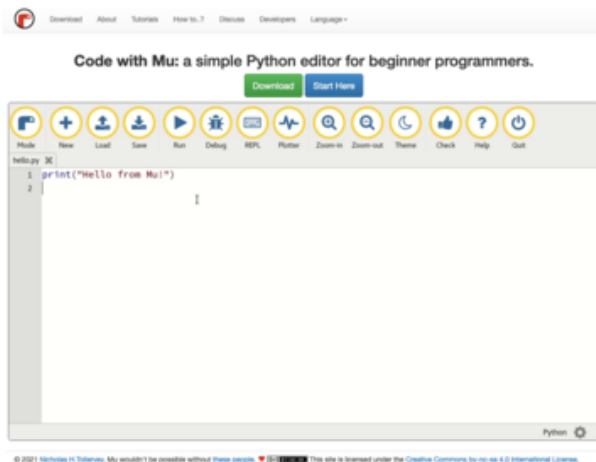 Download About Tutorials How to..? Discuss Developers Language
Code with Mu: a simple Python editor for beginner programmers.
Download Start Here
Mode New Load Save Run Debug REPL Plotter Zoom-in Zoom-out Theme Check Help Quit
hello.py
1 print("Hello from Mu!")
2
Python
© 2021 Nicholas H.Tollervey. Mu wouldn't be possible without these people. This site is licensed under the Creative Commons by-nc-sa 4.0 International License.